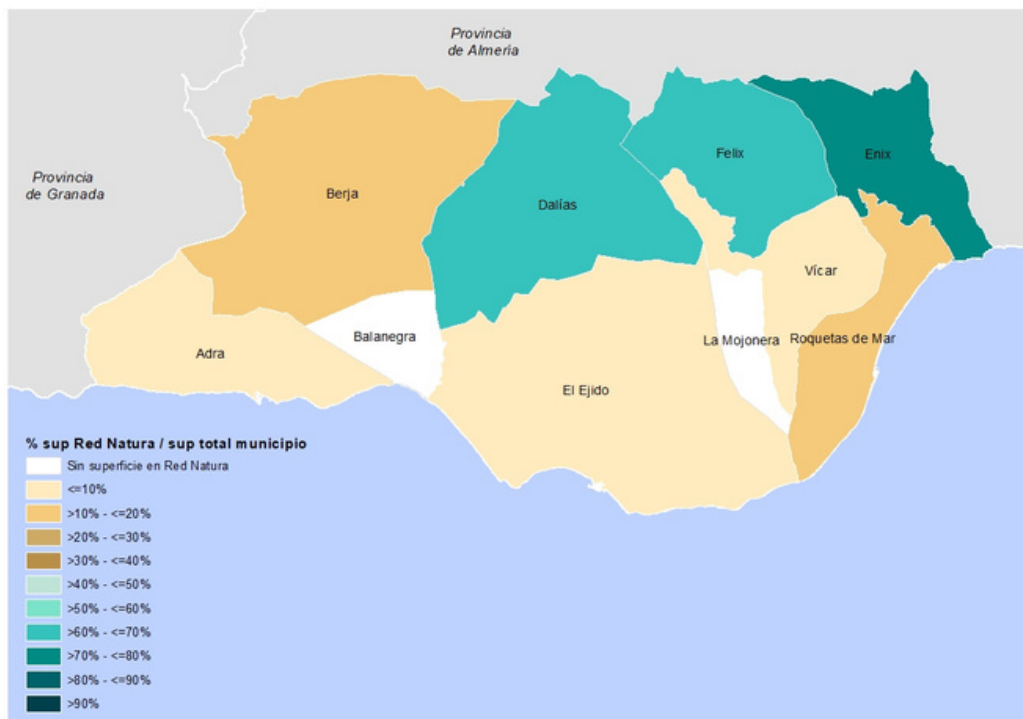 Provincia
de Almería
Provincia
de Granada
Berja
Dalías
Felix
Enix
Vícar
Balanegra
La Mojonera
Roquetas de Mar
Adra
El Ejido
% sup Red Natura / sup total municipio
Sin superficie en Red Natura
<=10%
>10% - <=20%
>20% - <=30%
>30% - <=40%
>40% - <=50%
>50% - <=60%
>60% - <=70%
>70% - <=80%
>80% - <=90%
>90%